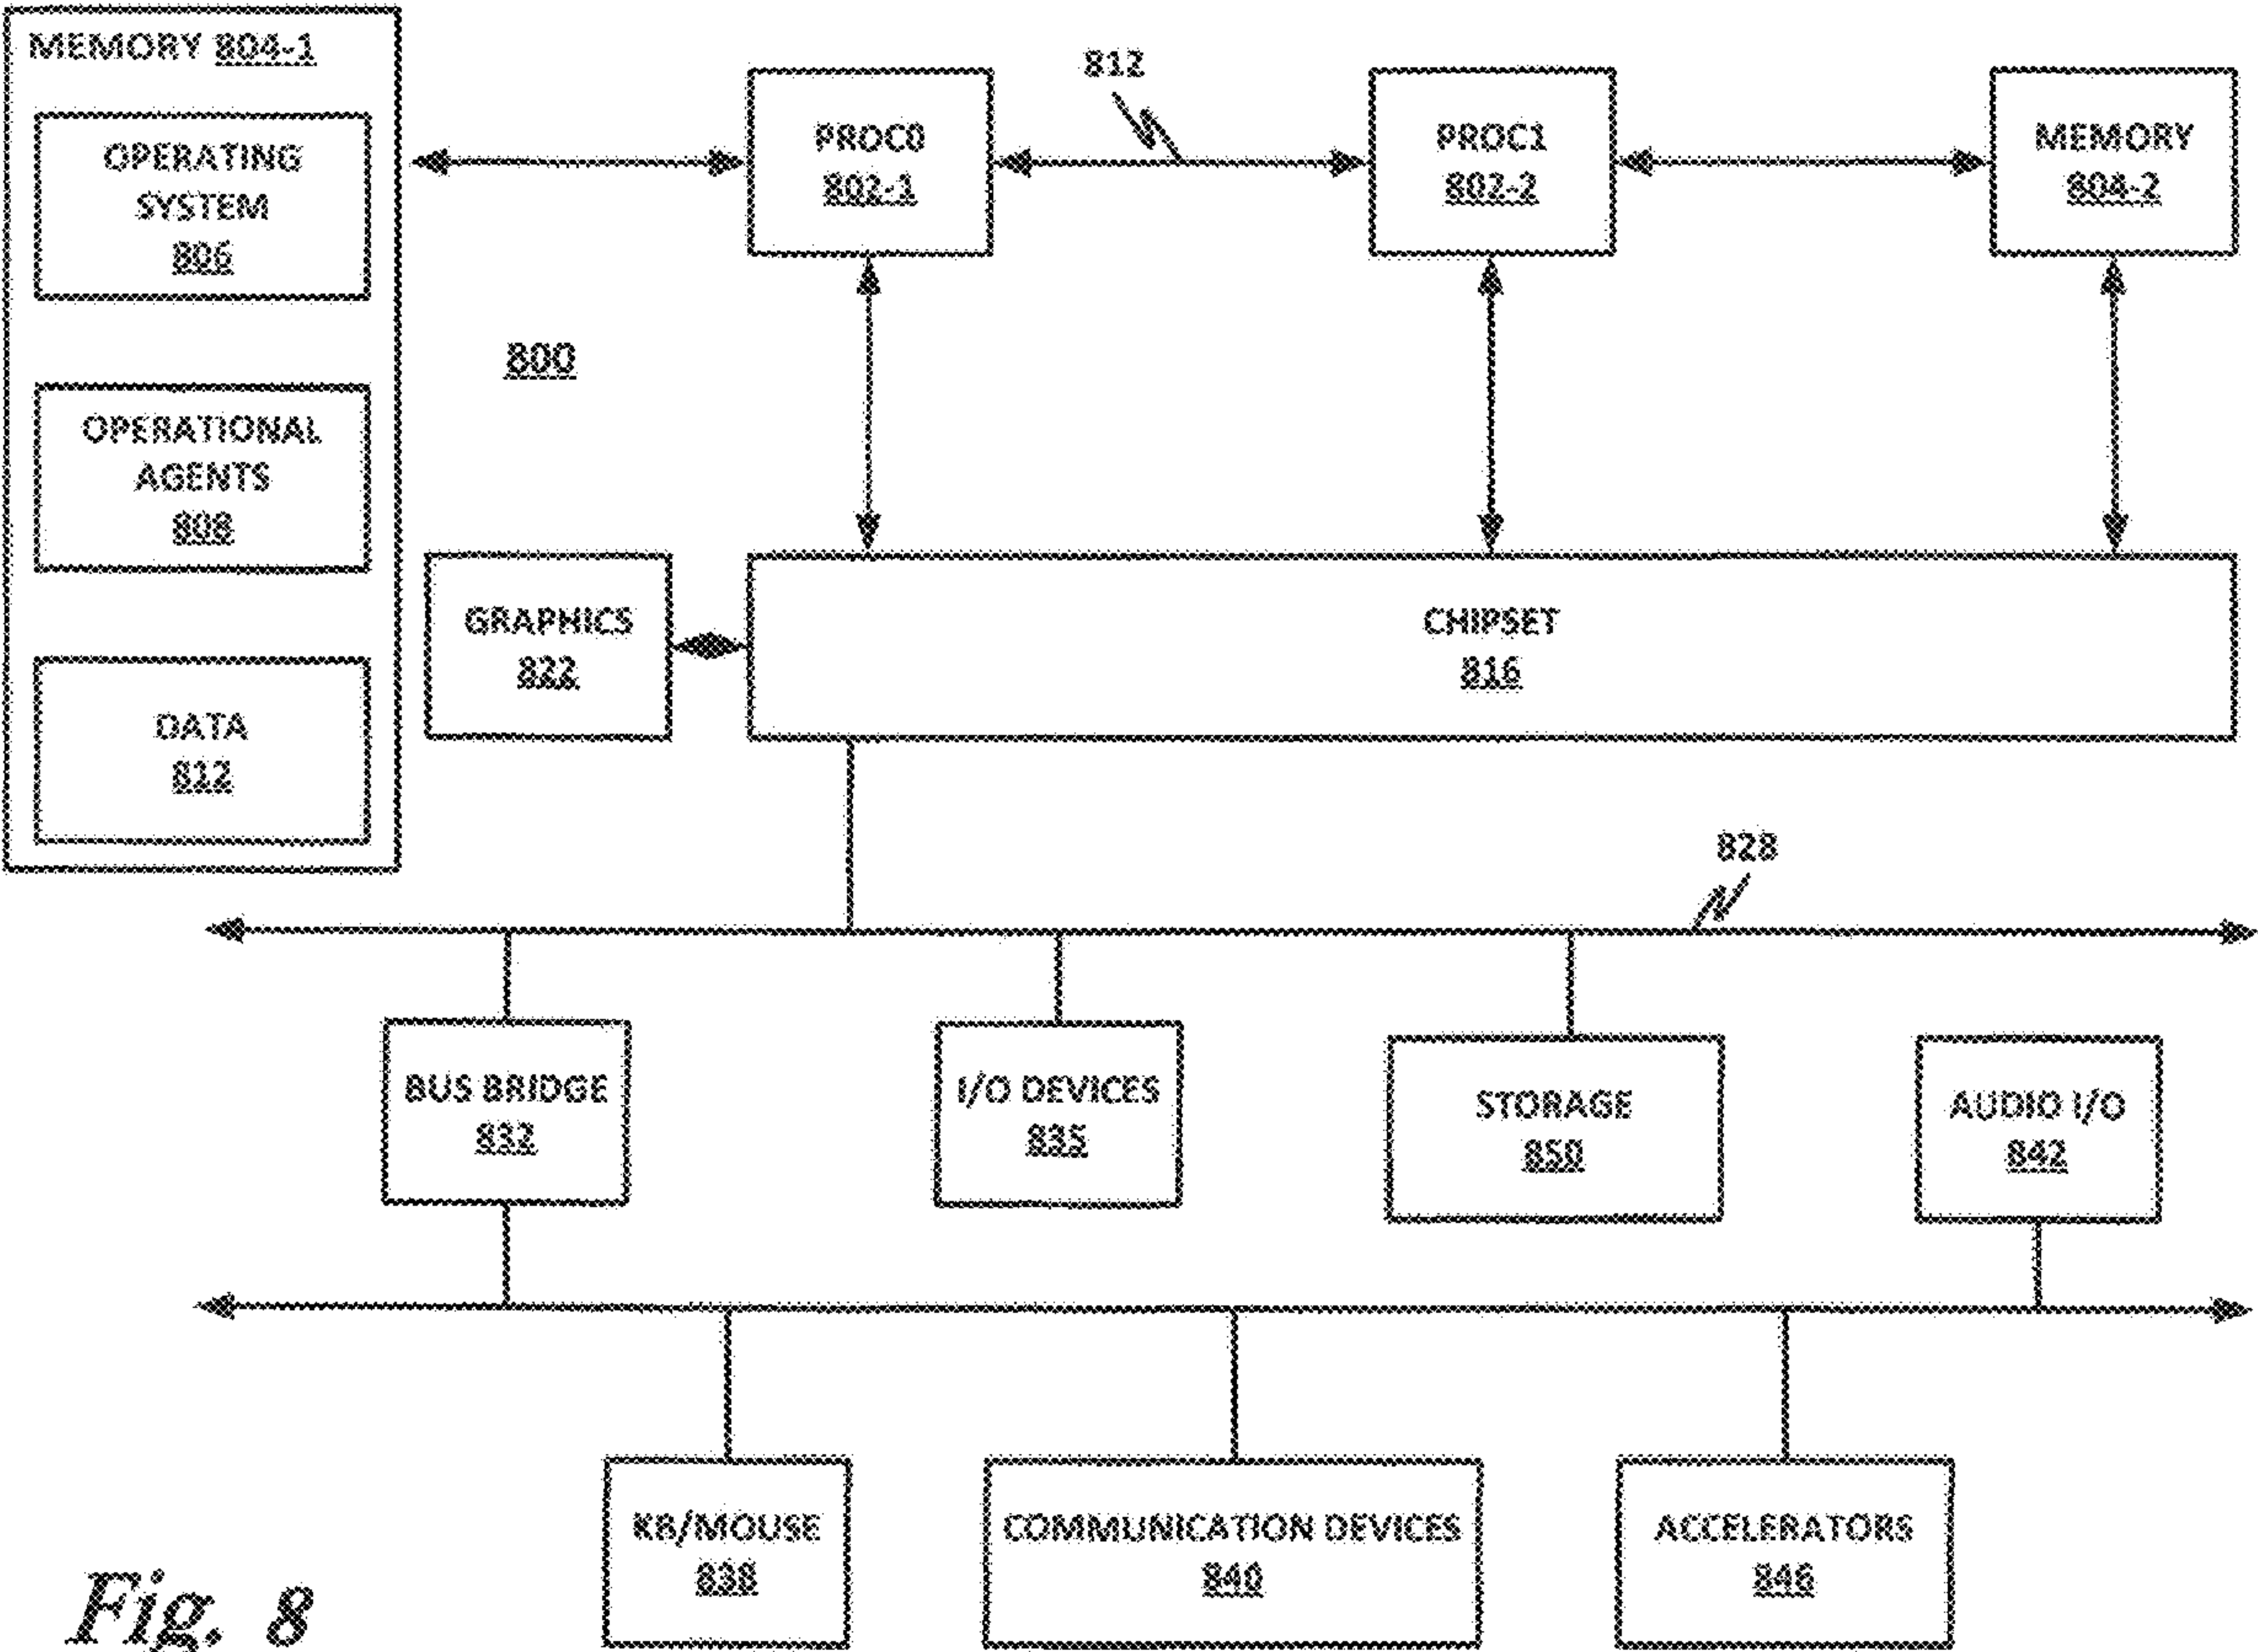 MEMORY 804-1
OPERATING
SYSTEM
806
OPERATIONAL
AGENTS
808
DATA
812
812
PROC0
802-1
PROC1
802-2
MEMORY
804-2
800
GRAPHICS
822
CHIPSET
816
828
BUS BRIDGE
832
I/O DEVICES
835
STORAGE
850
AUDIO I/O
842
KB/MOUSE
838
COMMUNICATION DEVICES
840
ACCELERATORS
846
Fig. 8